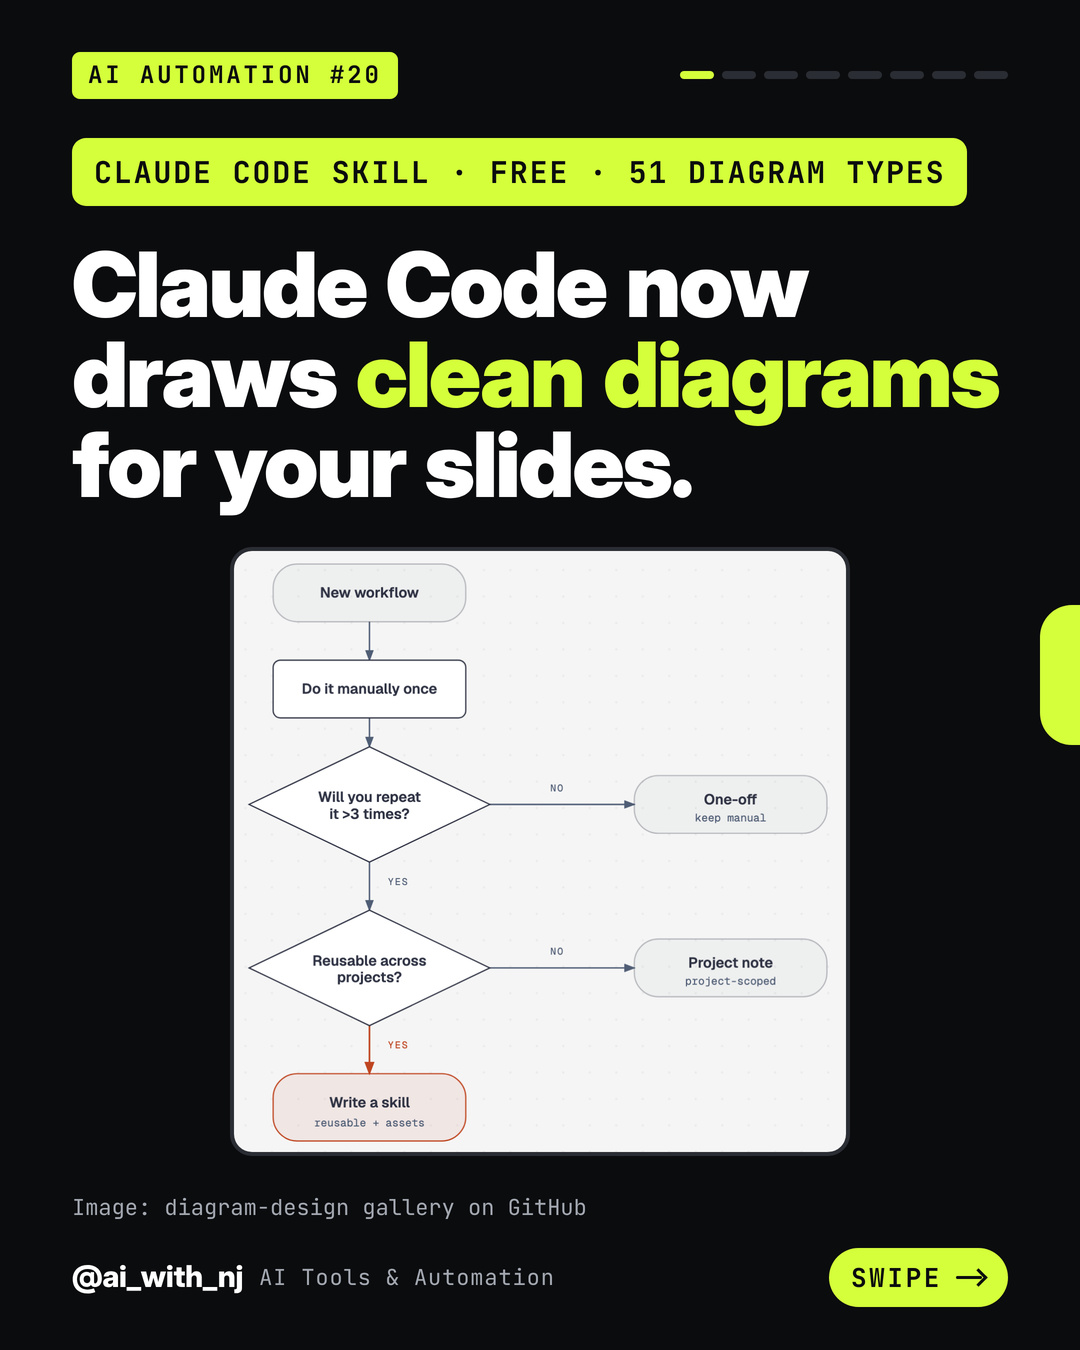 AI AUTOMATION #20
CLAUDE CODE SKILL · FREE · 51 DIAGRAM TYPES
Claude Code now
draws clean diagrams
for your slides.
New workflow
Do it manually once
Will you repeat
it >3 times?
NO
One-off
keep manual
YES
Reusable across
projects?
NO
Project note
project-scoped
YES
Write a skill
reusable + assets
Image: diagram-design gallery on GitHub
@ai_with_nj AI Tools & Automation
SWIPE →